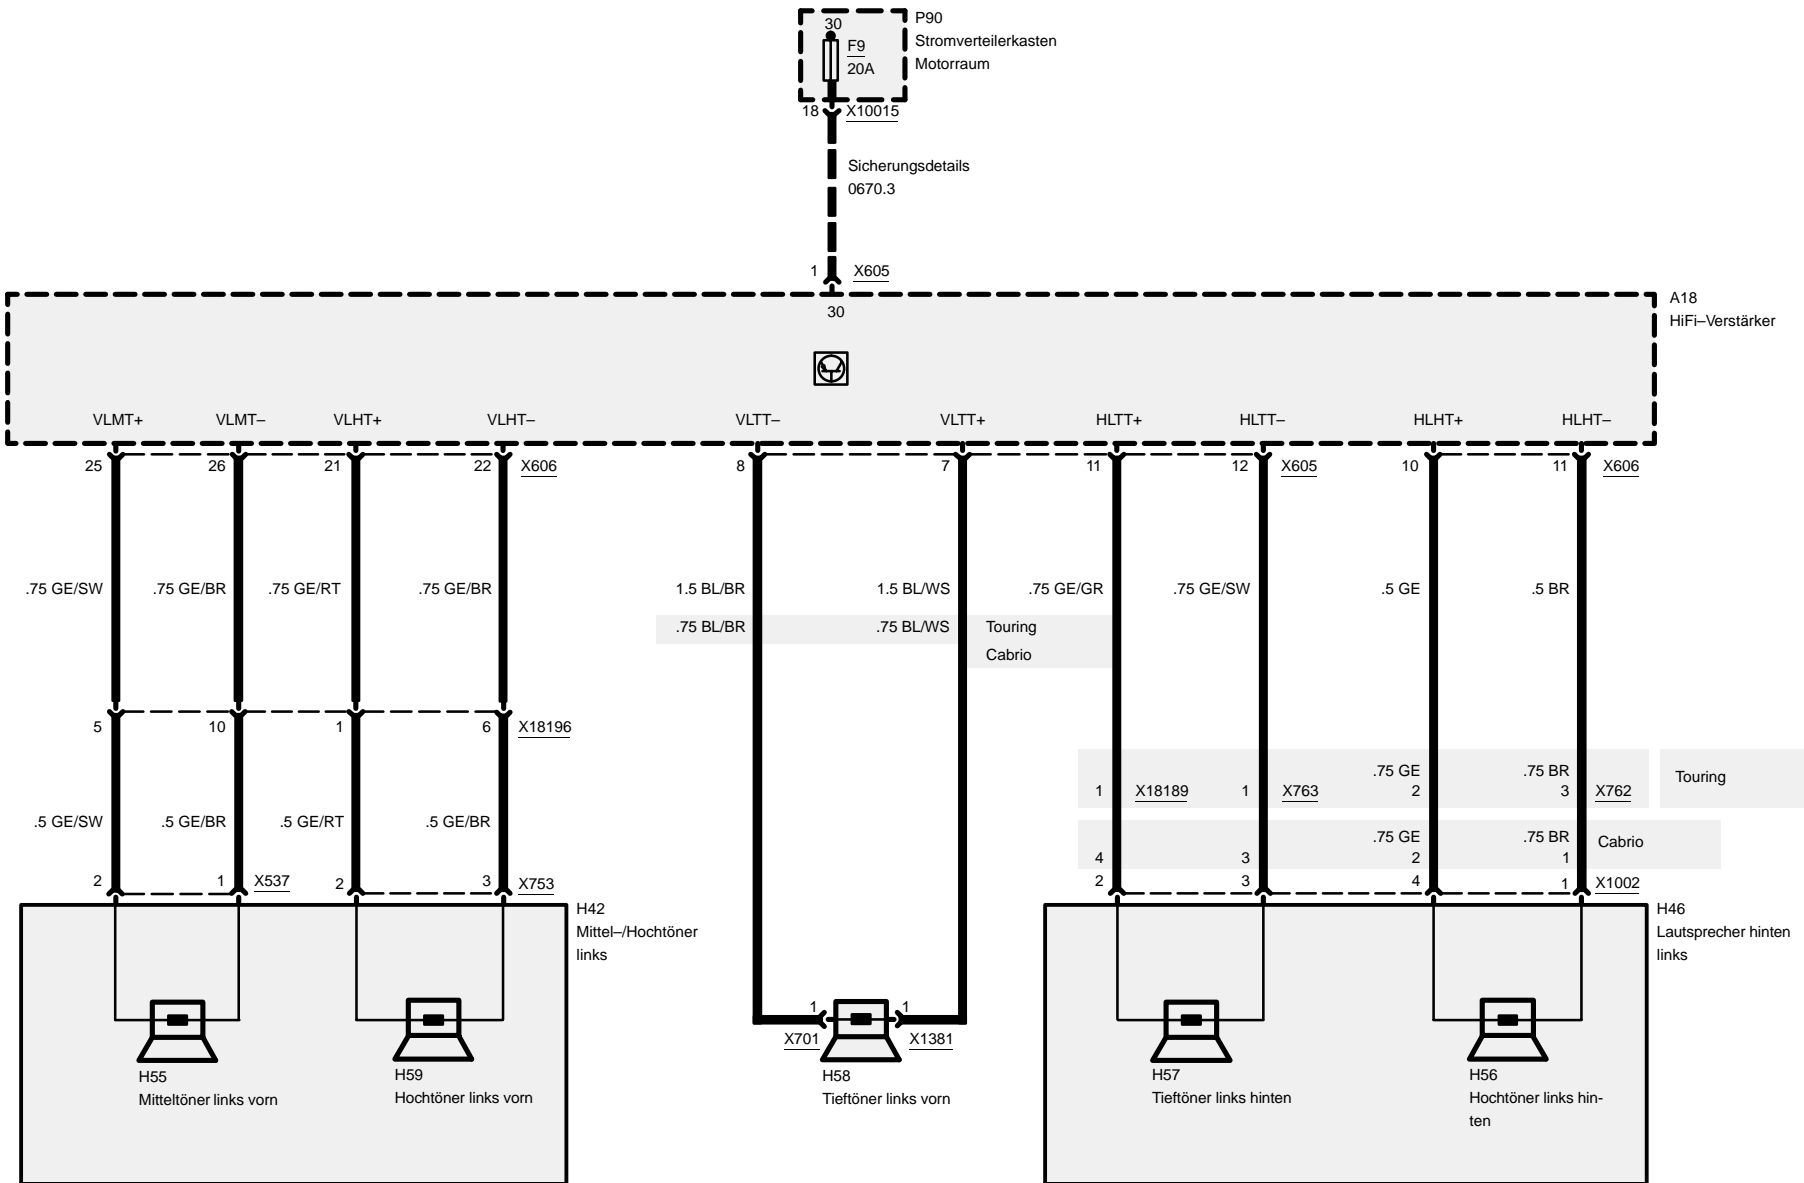 30
P90
F9
Stromverteilerkasten
20A
Motorraum
18 X10015
Sicherungsdetails
0670.3
1 X605
A18
30
HiFi–Verstärker
VLMT+ VLMT– VLHT+ VLHT– VLTT– VLTT+ HLTT+ HLTT– HLHT+ HLHT–
25 26 21 22 X606 8 7 11 12 X605 10 11 X606
.75 GE/SW .75 GE/BR .75 GE/RT .75 GE/BR 1.5 BL/BR 1.5 BL/WS .75 GE/GR .75 GE/SW .5 GE .5 BR
.75 BL/BR .75 BL/WS Touring
Cabrio
5 10 1 6 X18196
.75 GE .75 BR Touring
1 X18189 1 X763 2 3 X762
.5 GE/SW .5 GE/BR .5 GE/RT .5 GE/BR
.75 GE .75 BR Cabrio
4 3 2 1
2 1 X537 2 3 X753 2 3 4 1 X1002
H42
Mittel–/Hochtöner
links
H46
Lautsprecher hinten
links
1 1
X701 X1381
H55
Mitteltöner links vorn
H59
Hochtöner links vorn
H58
Tieftöner links vorn
H57
Tieftöner links hinten
H56
Hochtöner links hin-
ten